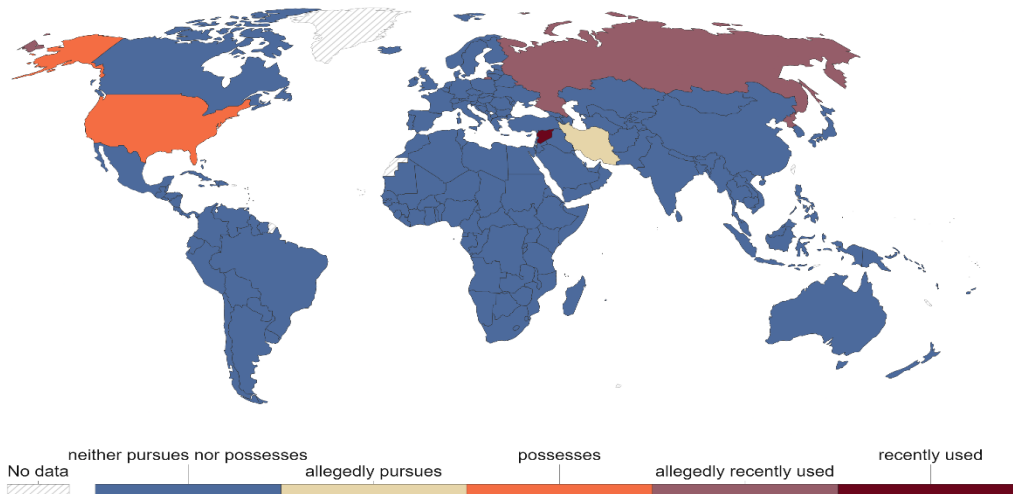 neither pursues nor possesses possesses recently used
No data allegedly pursues allegedly recently used